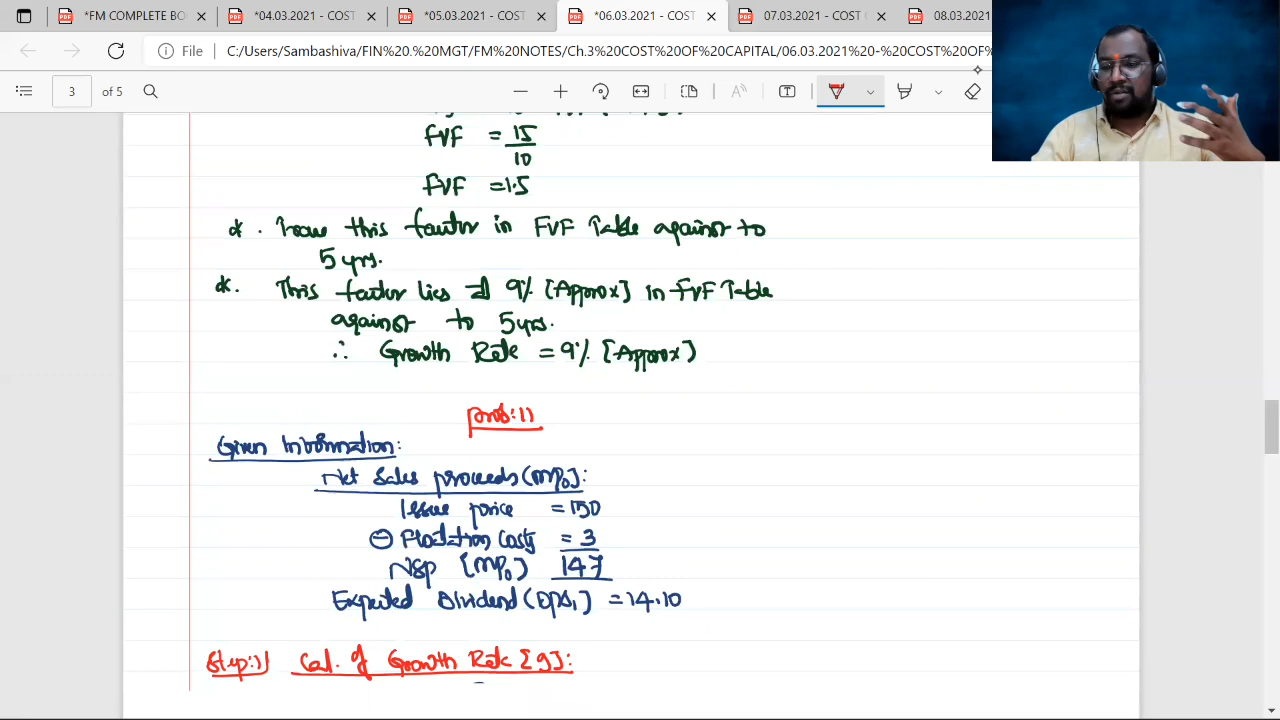 *FM COMPLETE BO
*04.03.2021 - COST
*05.03.2021 - COST
*06.03.2021 - COST
07.03.2021 - COST
08.03.2021
File C:/Users/Sambashiva/FIN%20.%20MGT/FM%20NOTES/Ch.3%20COST%20OF%20CAPITAL/06.03.2021%20-%20COST%20OF%
3 of 5
FVF = 15
10
FVF = 1.5
* . this factor in FVF Table against to
5 yrs.
* . This factor lies 9% [Approx] in FVF Table
against to 5 yrs.
∴ Growth Rate = 9% [Approx]
prob:11
Given Information:
Net Sales proceeds (MP₀):
Issue price = 150
⊖ Floatation Costs = 3
NSP [MP₀] 147
Expected Dividend (DPS₁) = 14.10
Step:1) Cal. of Growth Rate [g]: